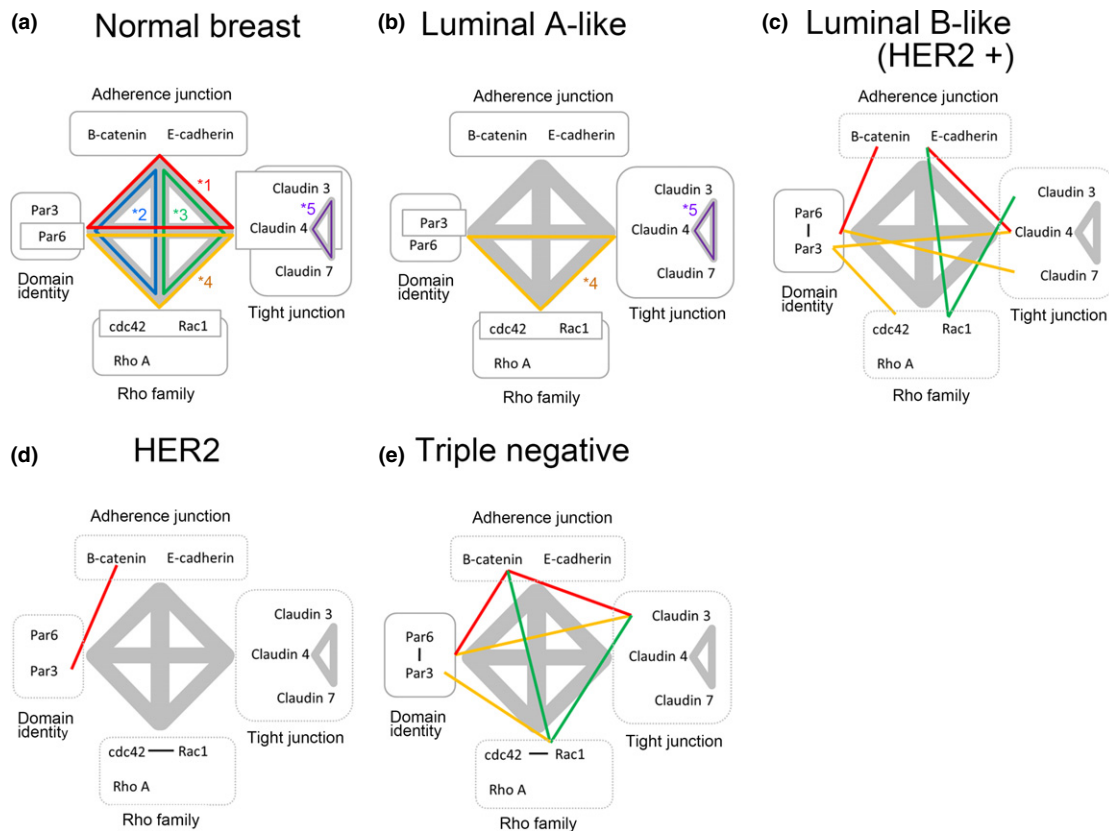 (a)
Normal breast
Adherence junction
B-catenin E-cadherin
*1
*2
*3
*4
*5
Par3
Par6
Domain
identity
Claudin 3
Claudin 4
Claudin 7
Tight junction
cdc42 Rac1
Rho A
Rho family
(b)
Luminal A-like
Adherence junction
B-catenin E-cadherin
Par3
Par6
Domain
identity
Claudin 3
*5
Claudin 4
Claudin 7
*4
Tight junction
cdc42 Rac1
Rho A
Rho family
(c)
Luminal B-like
(HER2 +)
Adherence junction
B-catenin E-cadherin
Par6
Par3
Domain
identity
Claudin 3
Claudin 4
Claudin 7
Tight junction
cdc42 Rac1
Rho A
Rho family
(d)
HER2
Adherence junction
B-catenin E-cadherin
Par6
Par3
Domain
identity
Claudin 3
Claudin 4
Claudin 7
Tight junction
cdc42 Rac1
Rho A
Rho family
(e)
Triple negative
Adherence junction
B-catenin E-cadherin
Par6
Par3
Domain
identity
Claudin 3
Claudin 4
Claudin 7
Tight junction
cdc42 Rac1
Rho A
Rho family